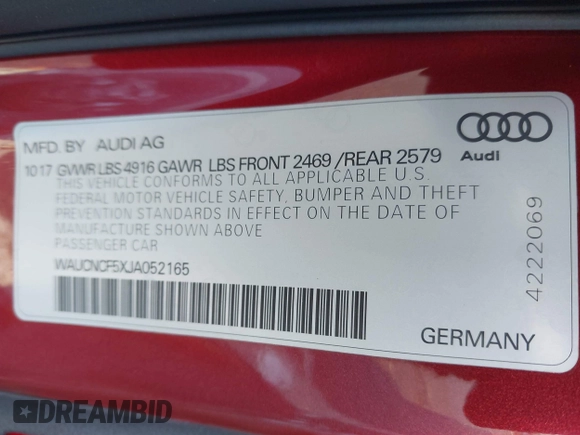 MFD. BY AUDI AG
10 17 GVWR LBS 4916 GAWR LBS FRONT 2469 /REAR 2579
THIS VEHICLE CONFORMS TO ALL APPLICABLE U.S.
FEDERAL MOTOR VEHICLE SAFETY, BUMPER AND THEFT
PREVENTION STANDARDS IN EFFECT ON THE DATE OF
MANUFACTURE SHOWN ABOVE
PASSENGER CAR
WAUCNCF5XJA052165
Audi
4222069
GERMANY
DREAMBID